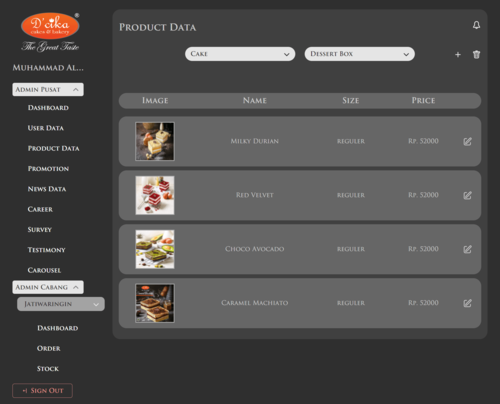 D'cika
cakes & bakery
The Great Taste
Muhammad Al...
Admin Pusat
Dashboard
User Data
Product Data
Promotion
News Data
Career
Survey
Testimony
Carousel
Admin Cabang
Jatiwaringin
Dashboard
Order
Stock
Sign Out
Product Data
Cake Dessert Box
Image Name Size Price
Milky Durian reguler Rp. 52000
Red Velvet reguler Rp. 52000
Choco Avocado reguler Rp. 52000
Caramel Machiato reguler Rp. 52000